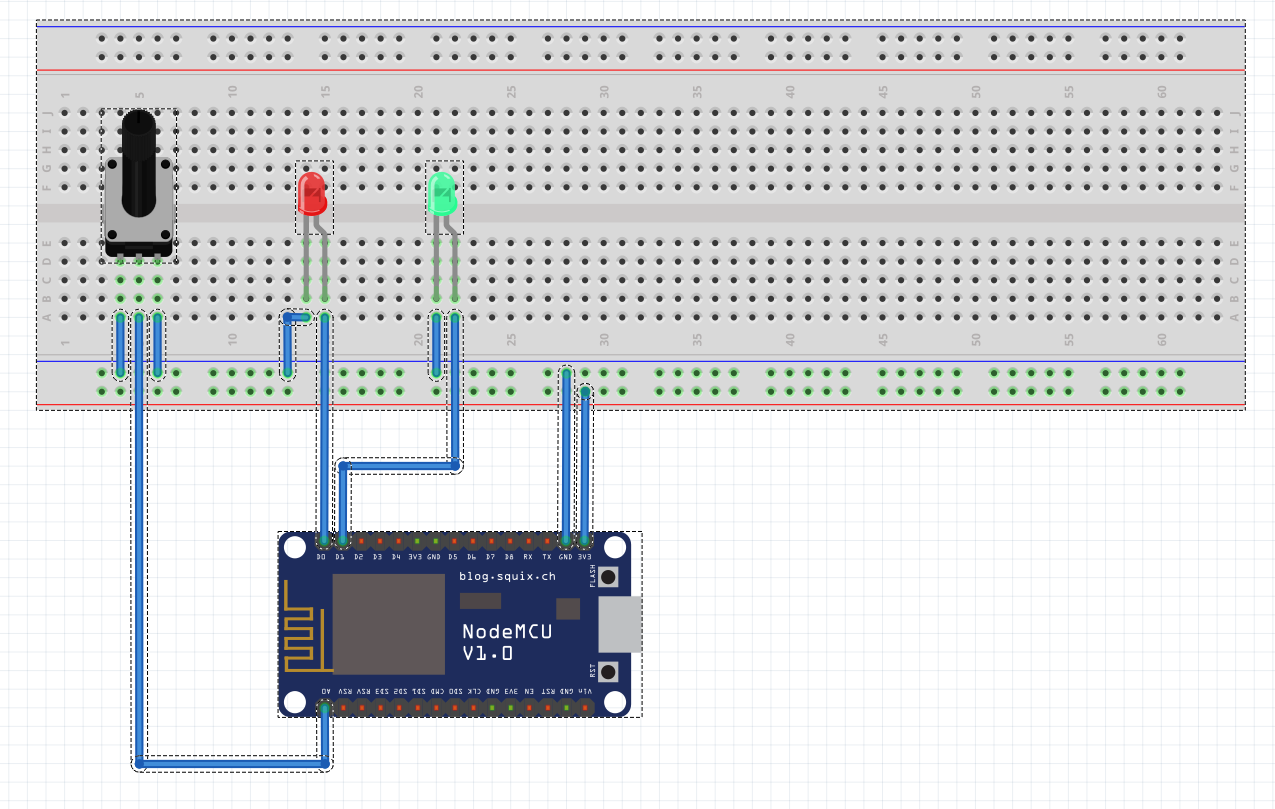 1 5 10 15 20 25 30 35 40 45 50 55 60
J J
I I
H H
G G
F F
E E
D D
C C
B B
A A
1 10 25 30 35 40 45 50 55 60
D0 D1 D2 D3 D4 3V3 GND D5 D6 D7 D8 RX TX GND 3V3
blog.squix.ch
FLASH
NodeMCU
V1.0
RST
A0 RSV RSV SD3 SD2 SD1 CMD SD0 CLK GND 3V3 EN RST GND Vin